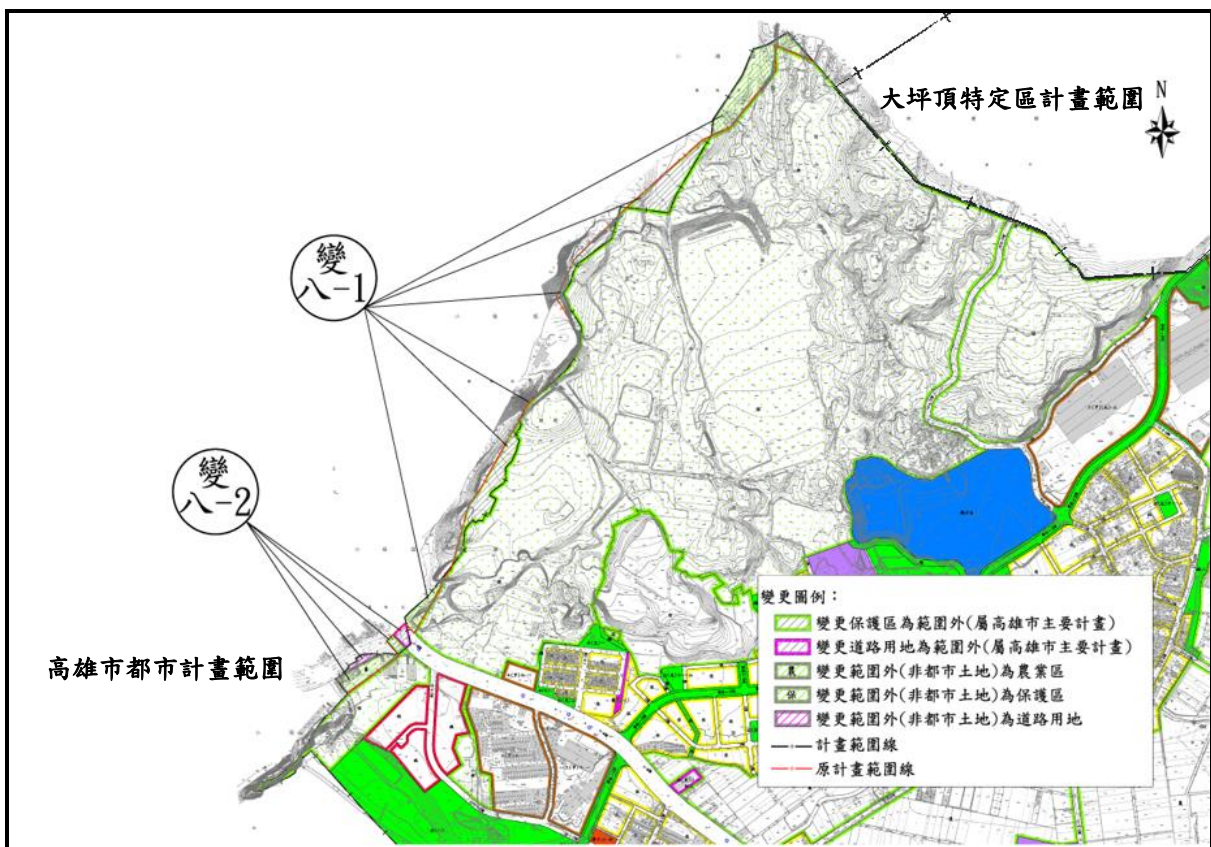 大坪頂特定區計畫範圍
N
變
八-1
變
八-2
高雄市都市計畫範圍
變更圖例：
變更保護區為範圍外(屬高雄市主要計畫)
變更道路用地為範圍外(屬高雄市主要計畫)
農 變更範圍外(非都市土地)為農業區
保 變更範圍外(非都市土地)為保護區
變更範圍外(非都市土地)為道路用地
計畫範圍線
原計畫範圍線